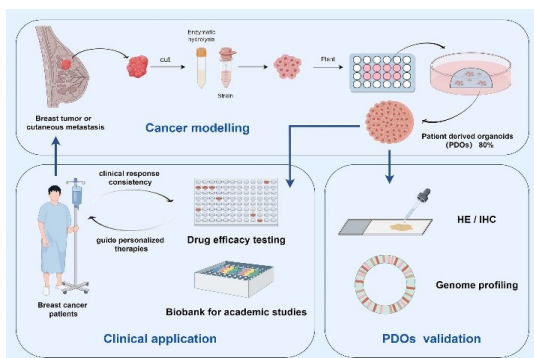 Enzymatic
hydrolysis
cut
Plant
Strain
Breast tumor or
cutaneous metastasis
Cancer modelling
Patient derived organoids
(PDOs) 80%
clinical response
consistency
guide personalized
therapies
Drug efficacy testing
Breast cancer
patients
Biobank for academic studies
Clinical application
HE / IHC
Genome profiling
PDOs validation